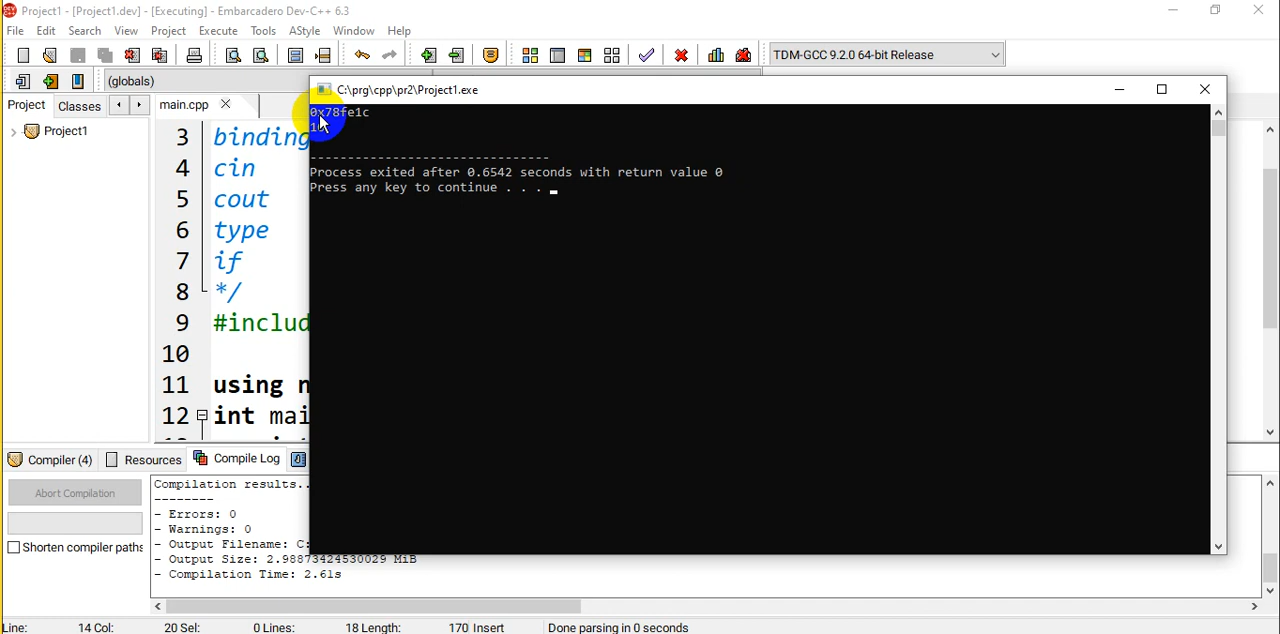 Project1 - [Project1.dev] - [Executing] - Embarcadero Dev-C++ 6.3
File Edit Search View Project Execute Tools AStyle Window Help
TDM-GCC 9.2.0 64-bit Release
(globals)
Project Classes
main.cpp
Project1
3 binding
4 cin
5 cout
6 type
7 if
8 */
9 #includ
10
11 using n
12 int mai
C:\prg\cpp\pr2\Project1.exe
0x78fe1c
--------------------------------
Process exited after 0.6542 seconds with return value 0
Press any key to continue . . .
Compiler (4) Resources Compile Log
Abort Compilation
Shorten compiler paths
Compilation results..
--------
- Errors: 0
- Warnings: 0
- Output Filename: C:
- Output Size: 2.98873424530029 MiB
- Compilation Time: 2.61s
Line: 14 Col: 20 Sel: 0 Lines: 18 Length: 170 Insert Done parsing in 0 seconds